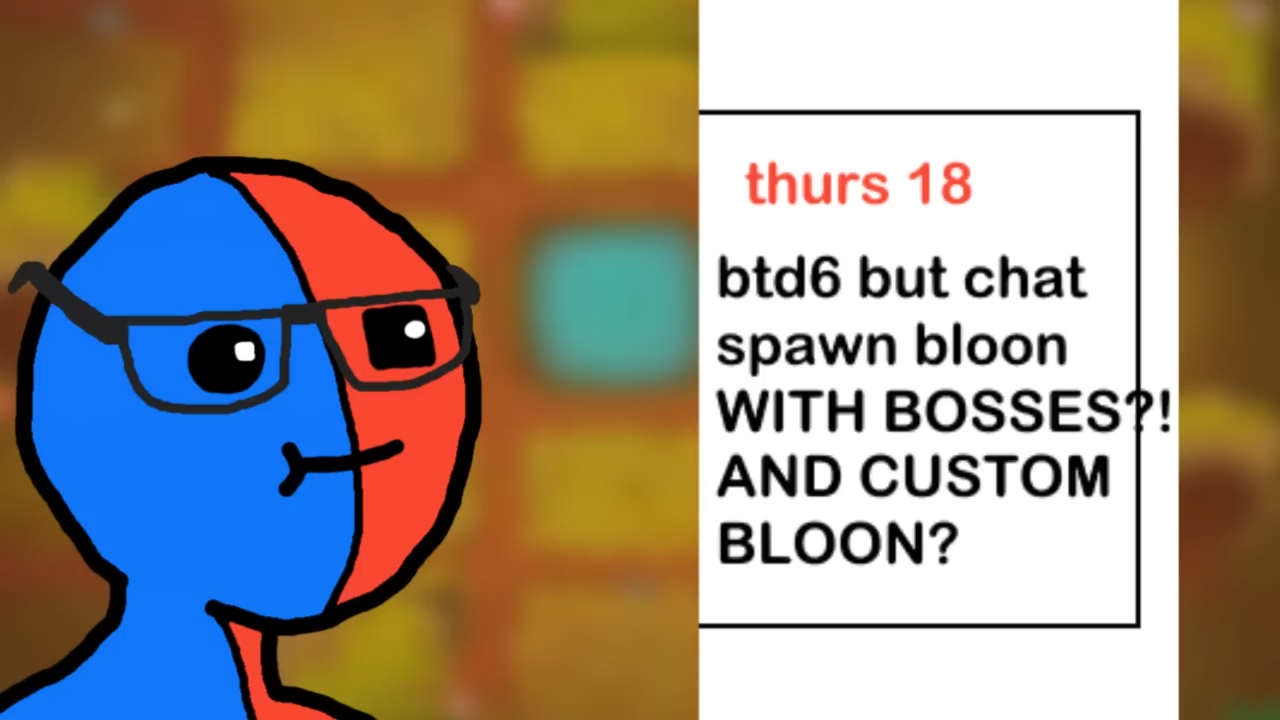 thurs 18
btd6 but chat
spawn bloon
WITH BOSSES?!
AND CUSTOM
BLOON?